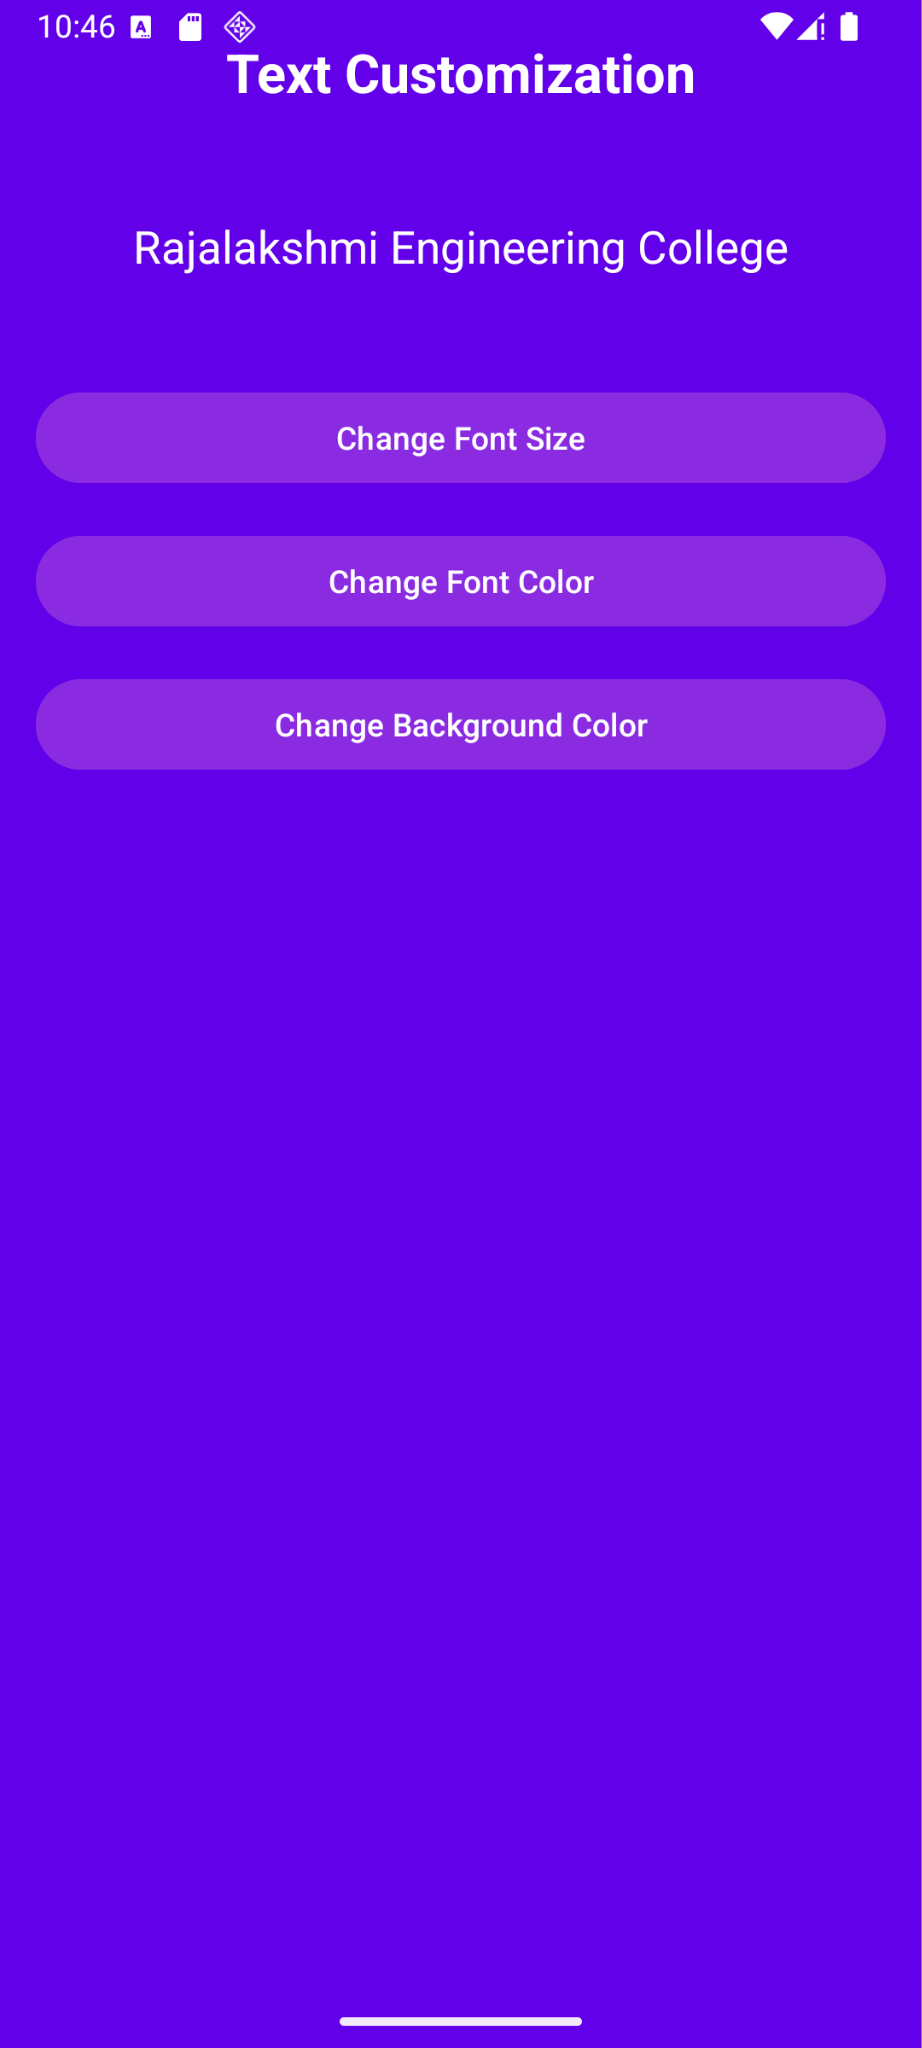 10:46
Text Customization
Rajalakshmi Engineering College
Change Font Size
Change Font Color
Change Background Color